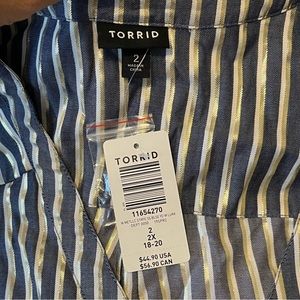 TORRID
2
MADE IN
CHINA
TORRID
11654270
2
2X
18-20
$44.90 USA
$56.90 CAN